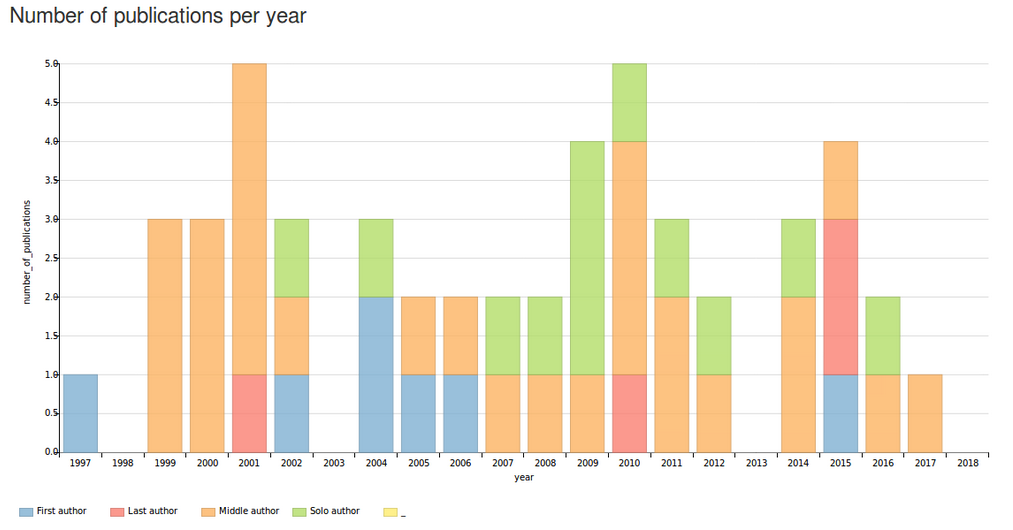 Number of publications per year
5.0
4.5
4.0
3.5
3.0
2.5
2.0
1.5
1.0
0.5
0.0
number_of_publications
1997 1998 1999 2000 2001 2002 2003 2004 2005 2006 2007 2008 2009 2010 2011 2012 2013 2014 2015 2016 2017 2018
year
First author Last author Middle author Solo author _